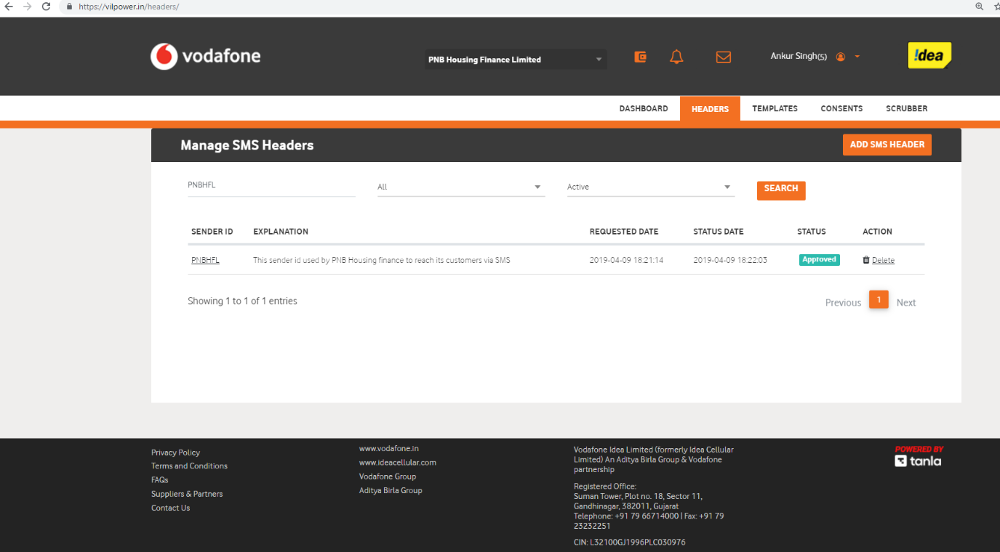 https://vilpower.in/headers/
vodafone
PNB Housing Finance Limited
Ankur Singh(5)
!dea
DASHBOARD
HEADERS
TEMPLATES
CONSENTS
SCRUBBER
Manage SMS Headers
ADD SMS HEADER
PNBHFL
All
Active
SEARCH
SENDER ID EXPLANATION REQUESTED DATE STATUS DATE STATUS ACTION
PNBHFL This sender id used by PNB Housing finance to reach its customers via SMS 2019-04-09 18:21:14 2019-04-09 18:22:03 Approved Delete
Showing 1 to 1 of 1 entries
Previous 1 Next
Privacy Policy
Terms and Conditions
FAQs
Suppliers & Partners
Contact Us
www.vodafone.in
www.ideacellular.com
Vodafone Group
Aditya Birla Group
Vodafone Idea Limited (formerly Idea Cellular
Limited) An Aditya Birla Group & Vodafone
partnership
Registered Office:
Suman Tower, Plot no. 18, Sector 11,
Gandhinagar, 382011, Gujarat
Telephone: +91 79 66714000 | Fax: +91 79
23232251
CIN: L32100GJ1996PLC030976
POWERED BY
tanla